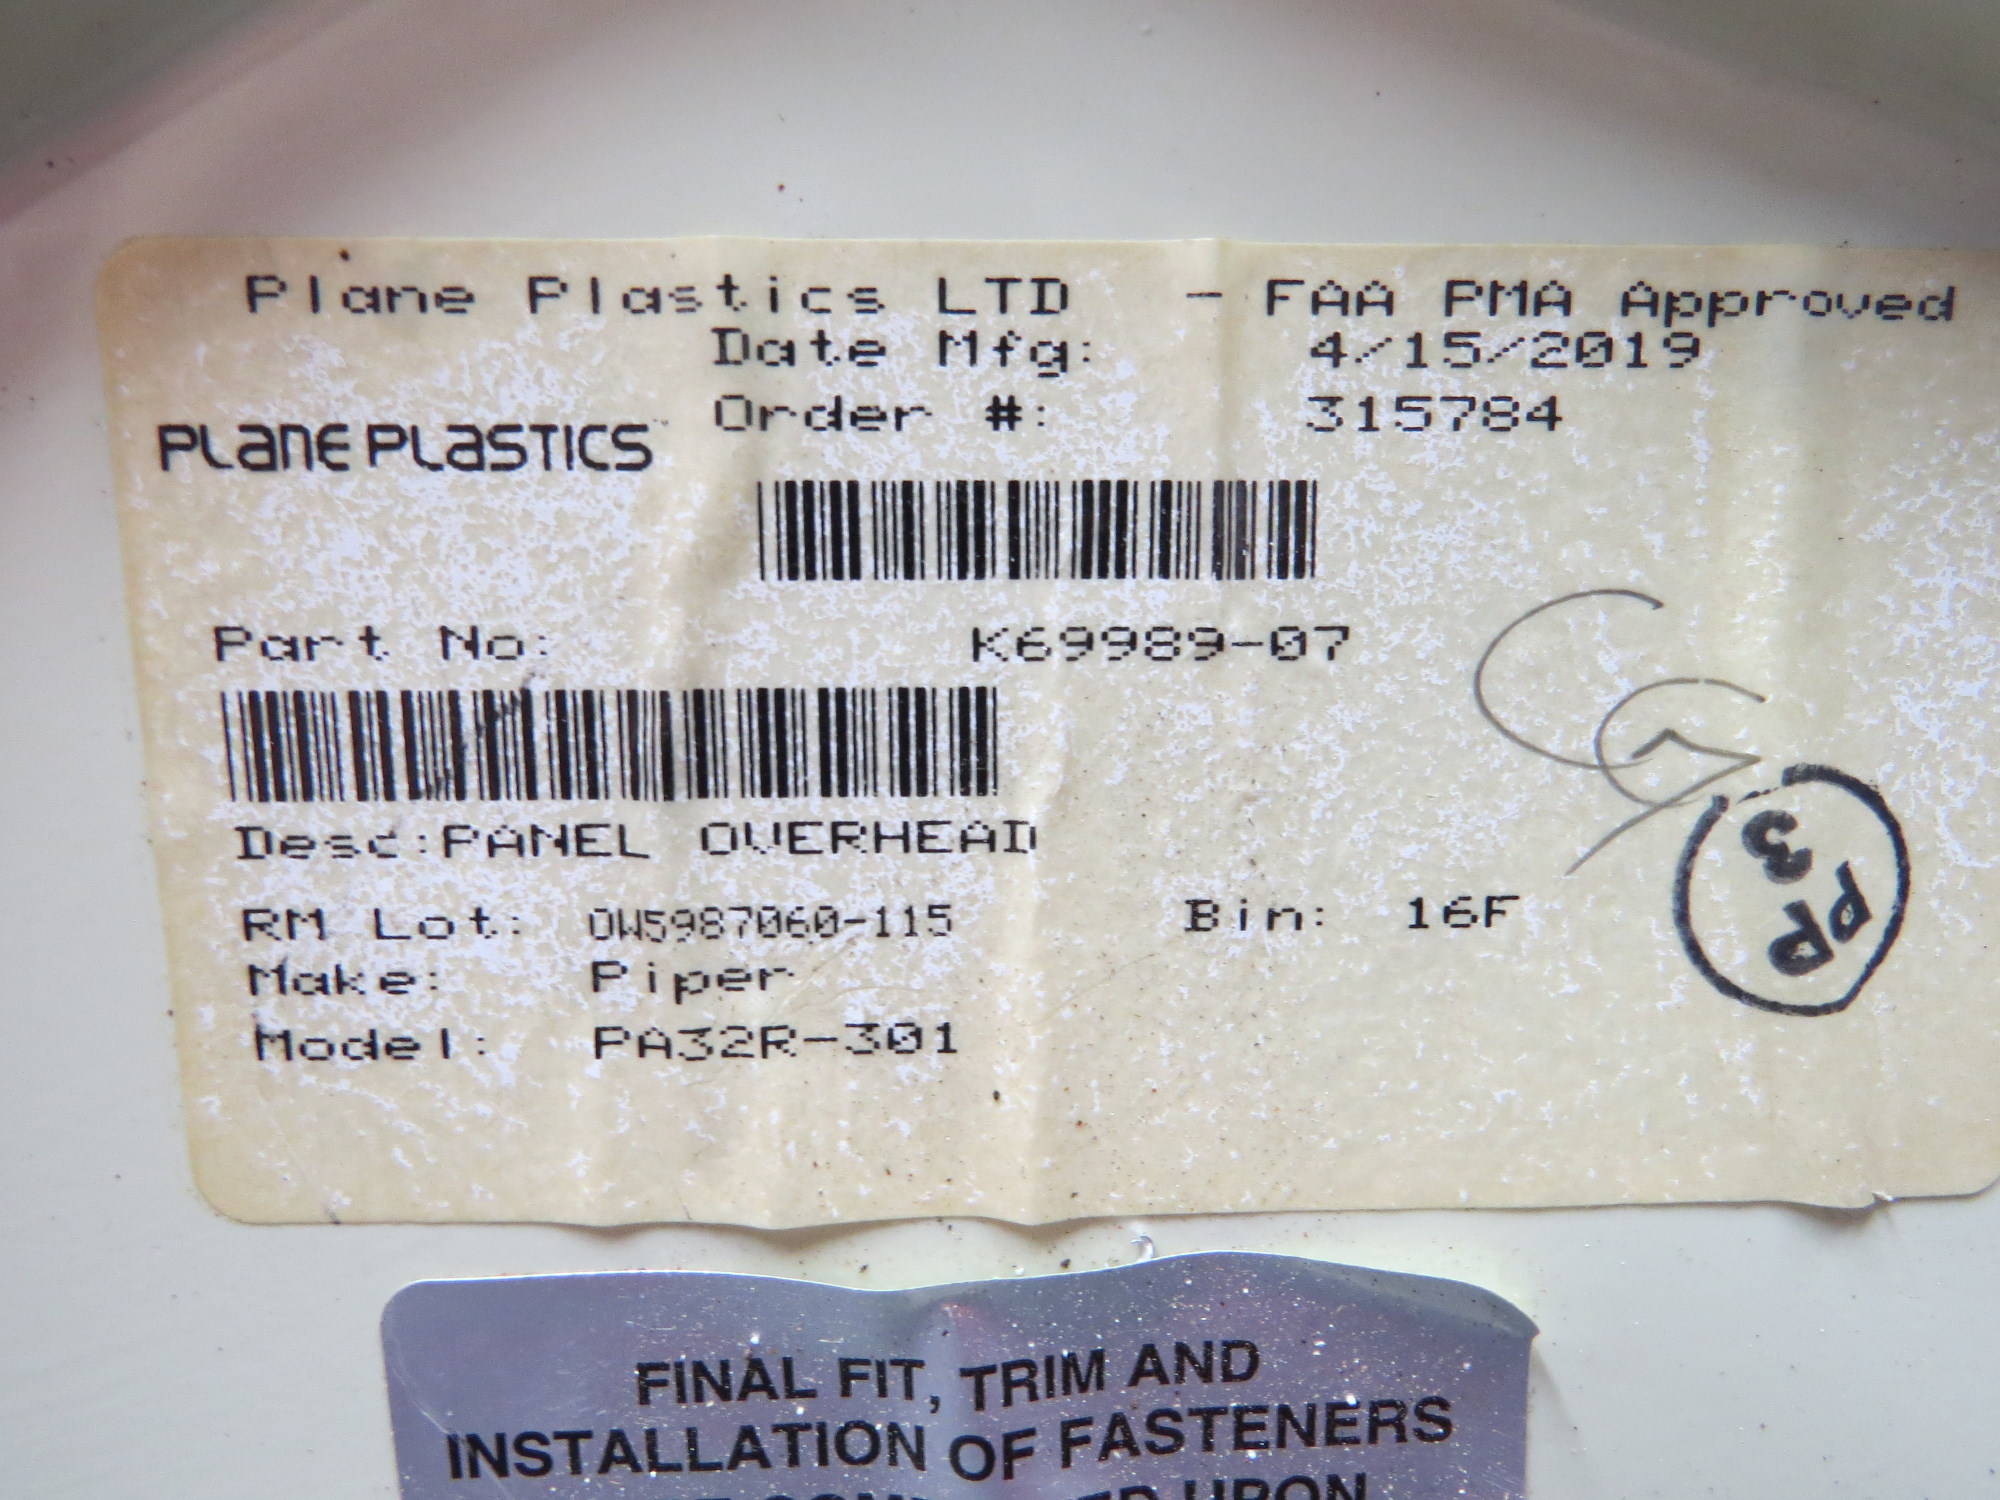 Plane Plastics LTD - FAA PMA Approved
Date Mfg: 4/15/2019
Order #: 315784
PLANE PLASTICS
Part No: K69989-07
Desc:PANEL OVERHEAD
RM Lot: OW5987060-115 Bin: 16F
Make: Piper
Model: PA32R-301
PP
3
FINAL FIT, TRIM AND
INSTALLATION OF FASTENERS
UPON